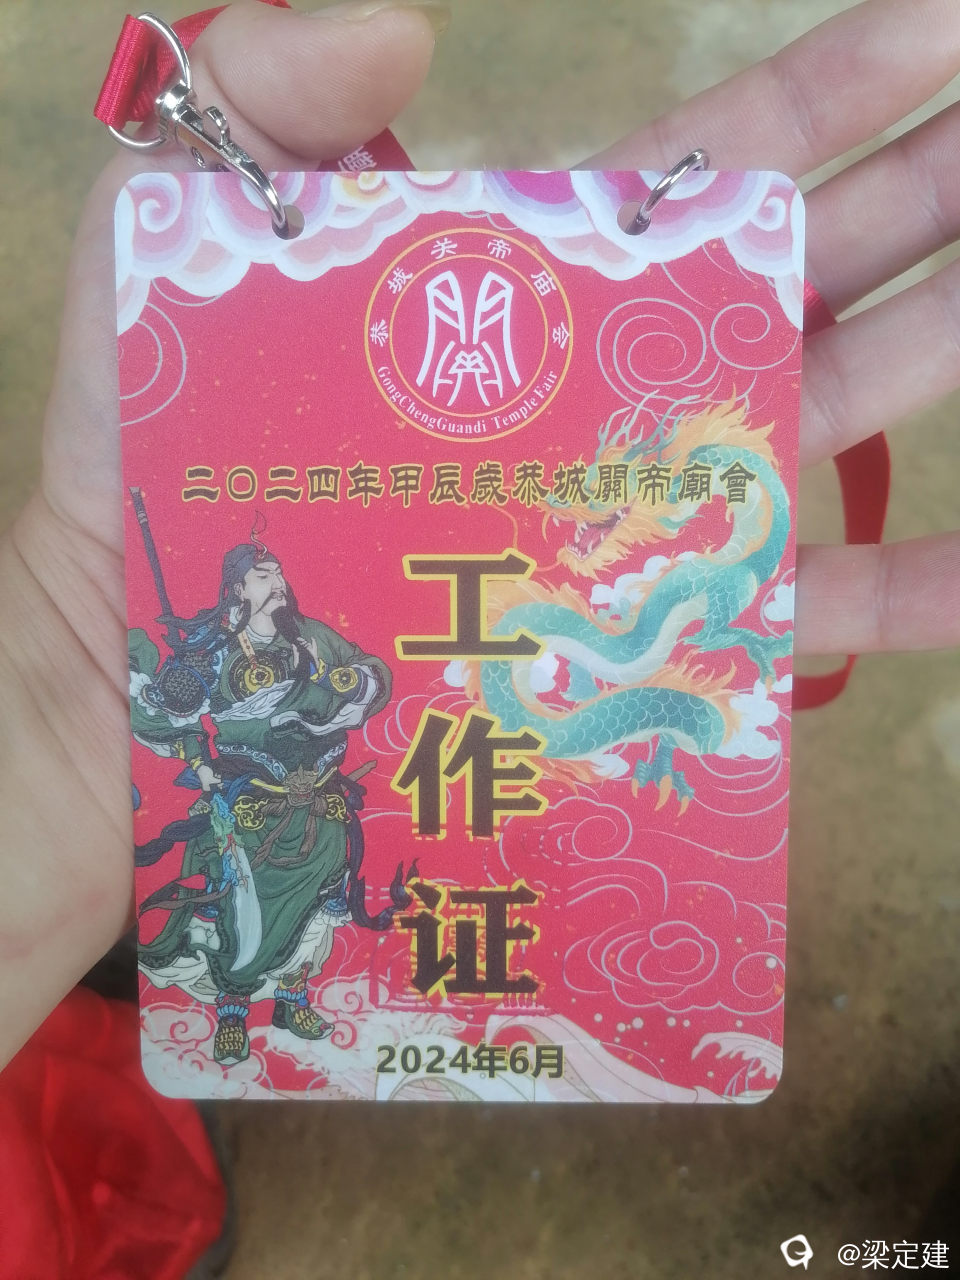 恭城关帝庙会
關
GongChengGuandi TempleFair
二〇二四年甲辰歲恭城關帝廟會
工
作
证
2024年6月
@梁定建